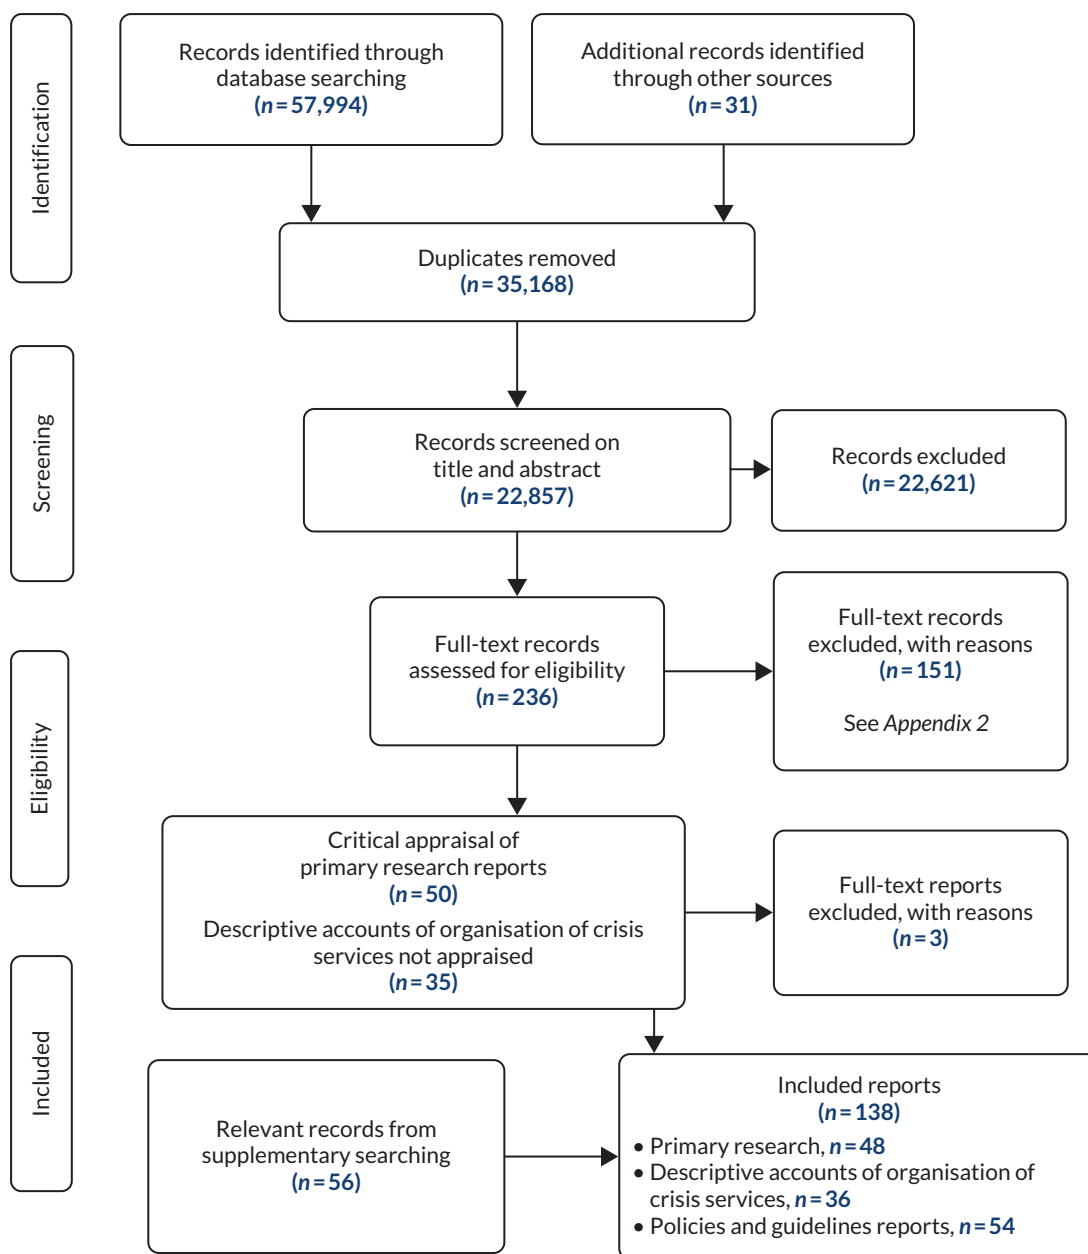 Identification
Records identified through
database searching
(n = 57,994)
Additional records identified
through other sources
(n = 31)
Duplicates removed
(n = 35,168)
Screening
Records screened on
title and abstract
(n = 22,857)
Records excluded
(n = 22,621)
Eligibility
Full-text records
assessed for eligibility
(n = 236)
Full-text records
excluded, with reasons
(n = 151)
See Appendix 2
Critical appraisal of
primary research reports
(n = 50)
Descriptive accounts of organisation of crisis
services not appraised
(n = 35)
Full-text reports
excluded, with reasons
(n = 3)
Included
Relevant records from
supplementary searching
(n = 56)
Included reports
(n = 138)
• Primary research, n = 48
• Descriptive accounts of organisation of
crisis services, n = 36
• Policies and guidelines reports, n = 54